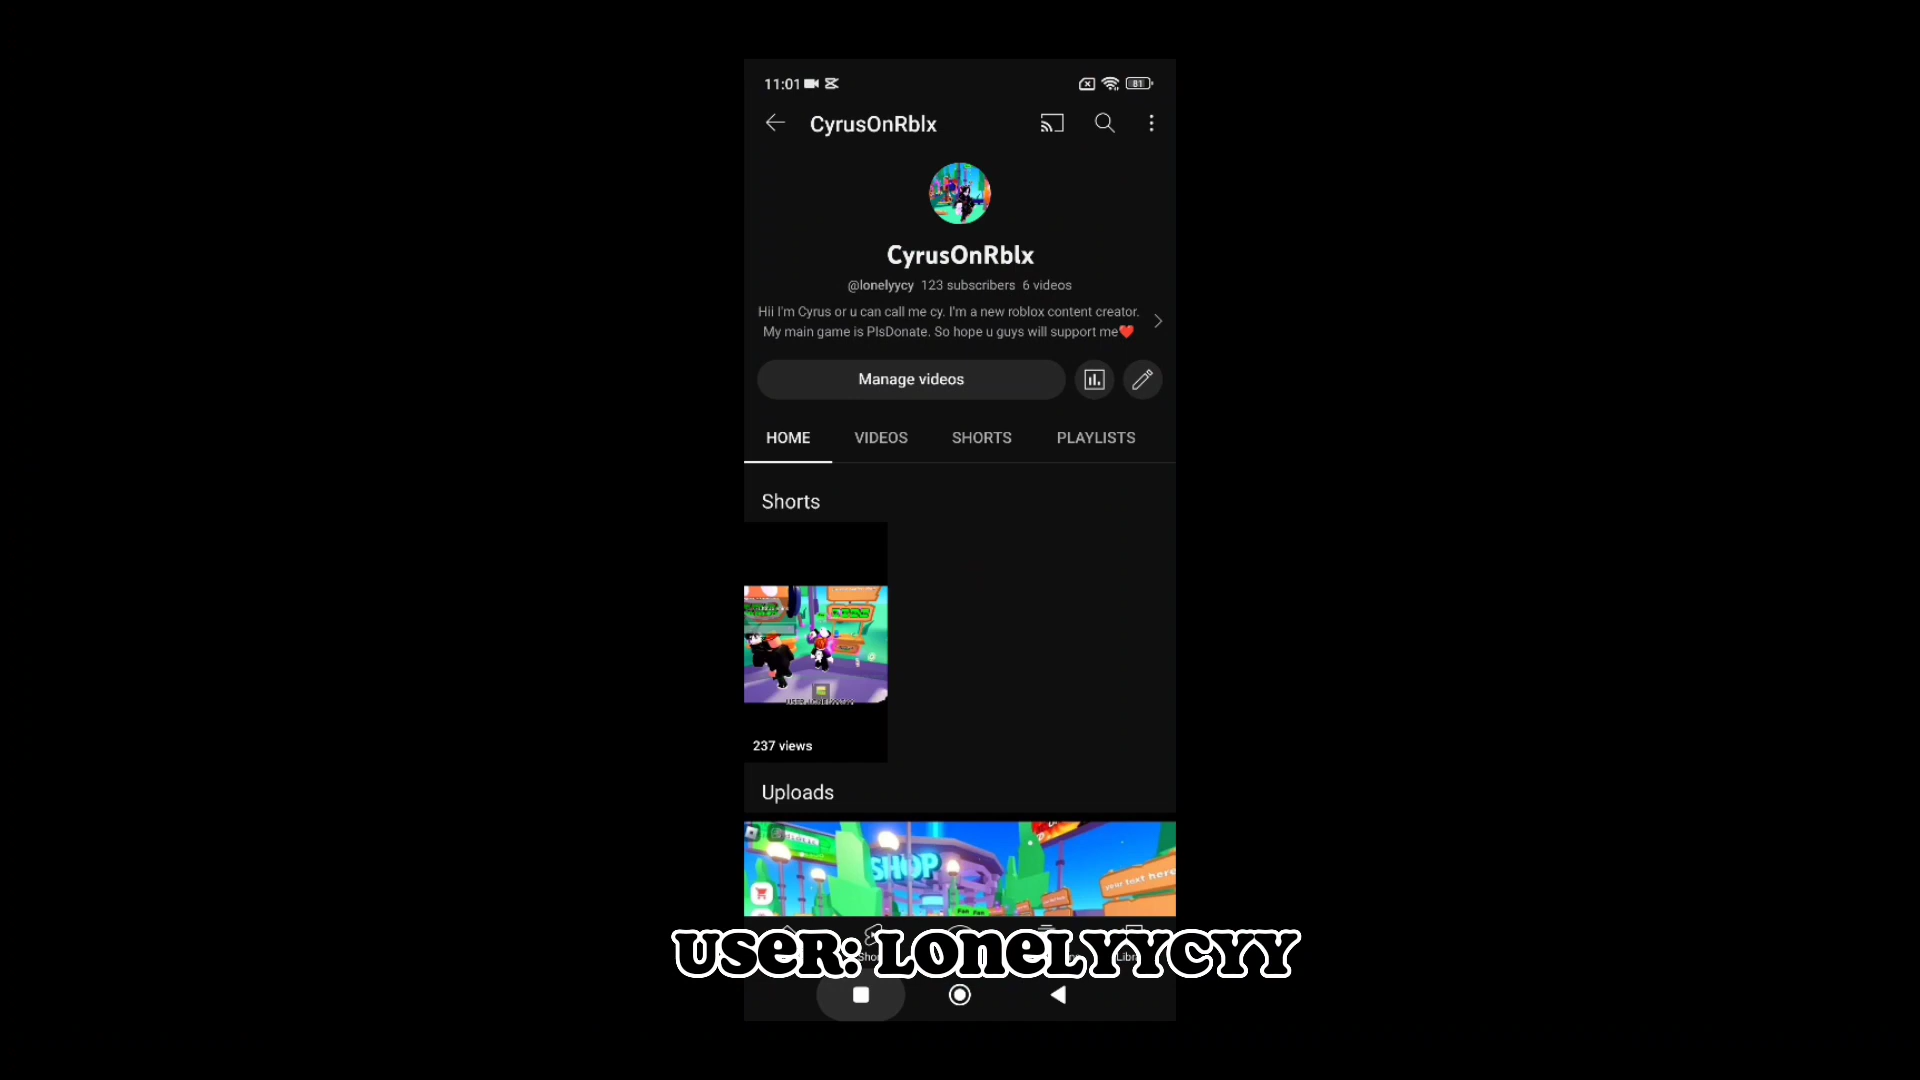 11:01
81
CyrusOnRblx
CyrusOnRblx
@lonelyycy 123 subscribers 6 videos
Hii I'm Cyrus or u can call me cy. I'm a new roblox content creator.
My main game is PlsDonate. So hope u guys will support me❤️
Manage videos
HOME VIDEOS SHORTS PLAYLISTS
Shorts
237 views
Uploads
SHOP
your text here
USER: LONELYYCYY